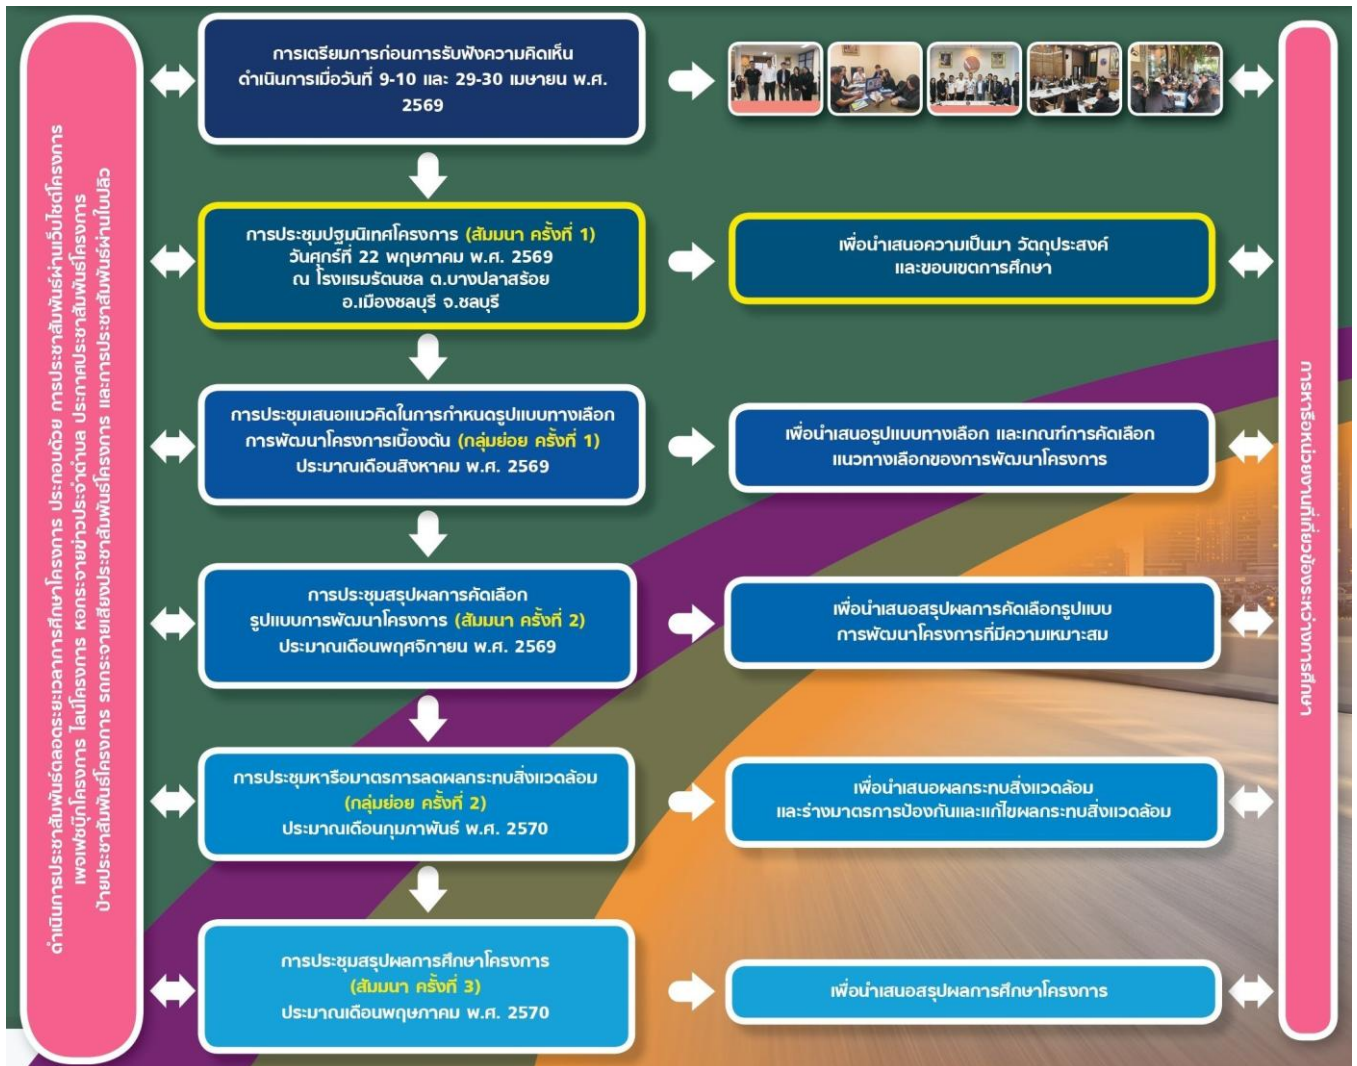 ดำเนินการประชาสัมพันธ์ตลอดระยะเวลาการศึกษาโครงการ ประกอบด้วย การประชาสัมพันธ์ผ่านเว็บไซต์โครงการ
เพจเฟซบุ๊กโครงการ ไลน์โครงการ หอกระจายข่าวประจำตำบล ประกาศประชาสัมพันธ์โครงการ
ป้ายประชาสัมพันธ์โครงการ รถกระจายเสียงประชาสัมพันธ์โครงการ และการประชาสัมพันธ์ผ่านใบปลิว
การเตรียมการก่อนการรับฟังความคิดเห็น
ดำเนินการเมื่อวันที่ 9-10 และ 29-30 เมษายน พ.ศ.
2569
การประชุมปฐมนิเทศโครงการ (สัมมนา ครั้งที่ 1)
วันศุกร์ที่ 22 พฤษภาคม พ.ศ. 2569
ณ โรงแรมรัตนชล ต.บางปลาสร้อย
อ.เมืองชลบุรี จ.ชลบุรี
เพื่อนำเสนอความเป็นมา วัตถุประสงค์
และขอบเขตการศึกษา
การประชุมเสนอแนวคิดในการกำหนดรูปแบบทางเลือก
การพัฒนาโครงการเบื้องต้น (กลุ่มย่อย ครั้งที่ 1)
ประมาณเดือนสิงหาคม พ.ศ. 2569
เพื่อนำเสนอรูปแบบทางเลือก และเกณฑ์การคัดเลือก
แนวทางเลือกของการพัฒนาโครงการ
การประชุมสรุปผลการคัดเลือก
รูปแบบการพัฒนาโครงการ (สัมมนา ครั้งที่ 2)
ประมาณเดือนพฤศจิกายน พ.ศ. 2569
เพื่อนำเสนอสรุปผลการคัดเลือกรูปแบบ
การพัฒนาโครงการที่มีความเหมาะสม
การประชุมหารือมาตรการลดผลกระทบสิ่งแวดล้อม
(กลุ่มย่อย ครั้งที่ 2)
ประมาณเดือนกุมภาพันธ์ พ.ศ. 2570
เพื่อนำเสนอผลกระทบสิ่งแวดล้อม
และร่างมาตรการป้องกันและแก้ไขผลกระทบสิ่งแวดล้อม
การประชุมสรุปผลการศึกษาโครงการ
(สัมมนา ครั้งที่ 3)
ประมาณเดือนพฤษภาคม พ.ศ. 2570
เพื่อนำเสนอสรุปผลการศึกษาโครงการ
การหารือหน่วยงานที่เกี่ยวข้องระหว่างการศึกษา